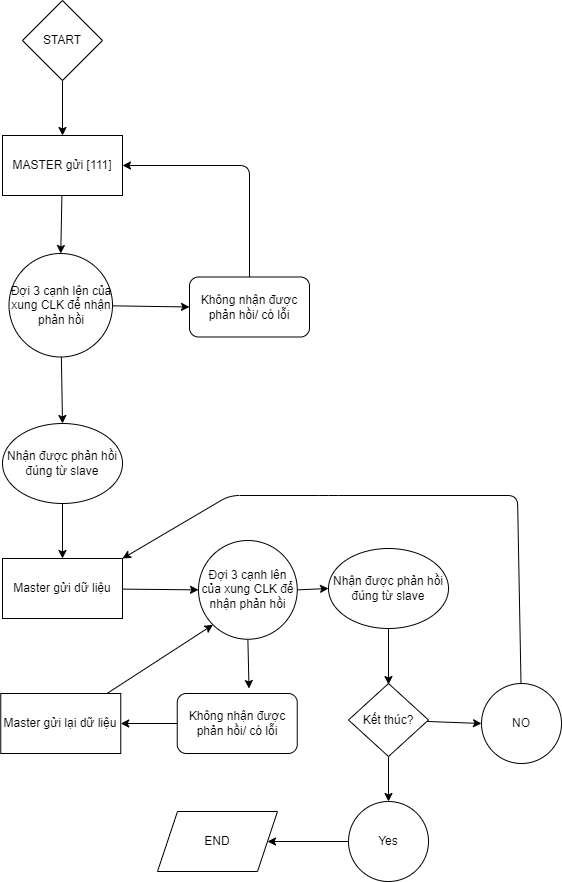 START
MASTER gửi [111]
Đợi 3 cạnh lên của
xung CLK để nhận
phản hồi
Không nhận được
phản hồi/ có lỗi
Nhận được phản hồi
đúng từ slave
Master gửi dữ liệu
Đợi 3 cạnh lên
của xung CLK để
nhận phản hồi
Nhận được phản hồi
đúng từ slave
Master gửi lại dữ liệu
Không nhận được
phản hồi/ có lỗi
Kết thúc?
NO
END
Yes